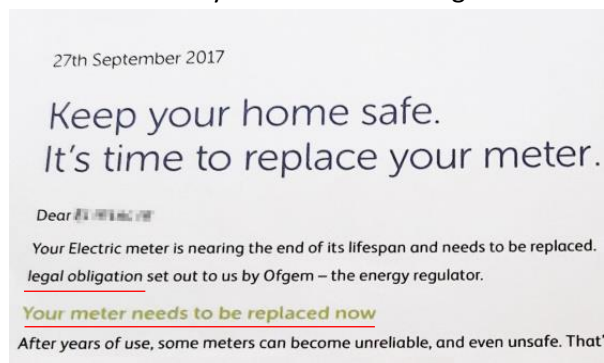 27th September 2017
Keep your home safe.
It's time to replace your meter.
Dear
Your Electric meter is nearing the end of its lifespan and needs to be replaced.
legal obligation set out to us by Ofgem – the energy regulator.
Your meter needs to be replaced now
After years of use, some meters can become unreliable, and even unsafe. That'